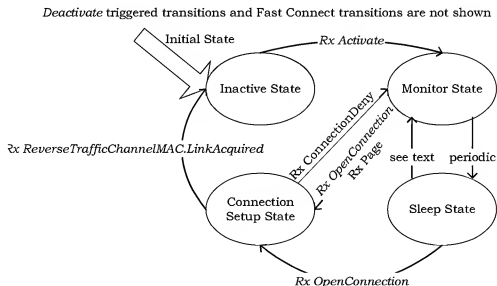 Deactivate triggered transitions and Fast Connect transitions are not shown
Initial State
Rx Activate
Inactive State
Monitor State
Rx ReverseTrafficChannelMAC.LinkAcquired
Rx ConnectionDeny
Rx OpenConnection
Rx Page
see text
periodic
Connection
Setup State
Sleep State
Rx OpenConnection